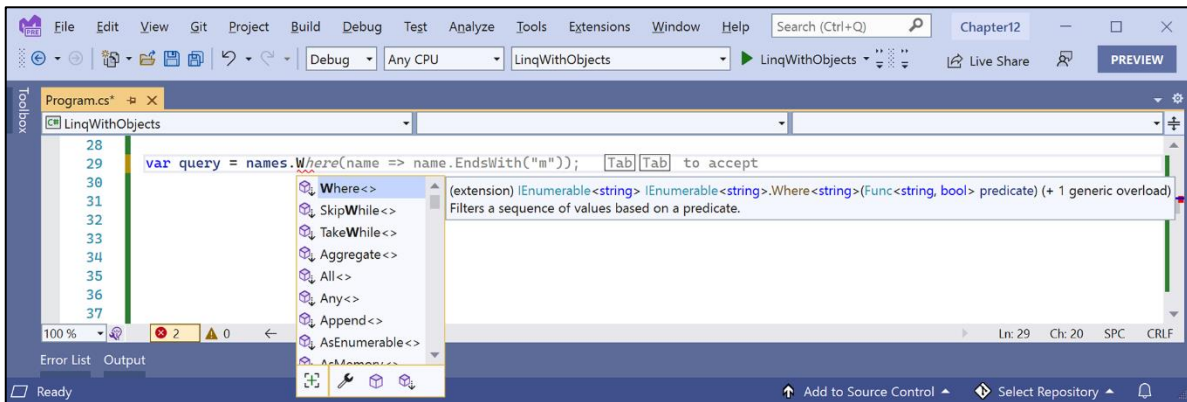 PRE File Edit View Git Project Build Debug Test Analyze Tools Extensions Window Help Search (Ctrl+Q) Chapter12
Debug Any CPU LinqWithObjects LinqWithObjects Live Share PREVIEW
Toolbox
Program.cs*
C# LinqWithObjects
28
29 var query = names.Where(name => name.EndsWith("m")); Tab Tab to accept
30 Where<> (extension) IEnumerable<string> IEnumerable<string>.Where<string>(Func<string, bool> predicate) (+ 1 generic overload)
31 SkipWhile<> Filters a sequence of values based on a predicate.
32 TakeWhile<>
33 Aggregate<>
34 All<>
35
36 Any<>
37 Append<>
100 % 2 0 AsEnumerable<> Ln: 29 Ch: 20 SPC CRLF
Error List Output AsMemory<>
Ready Add to Source Control Select Repository